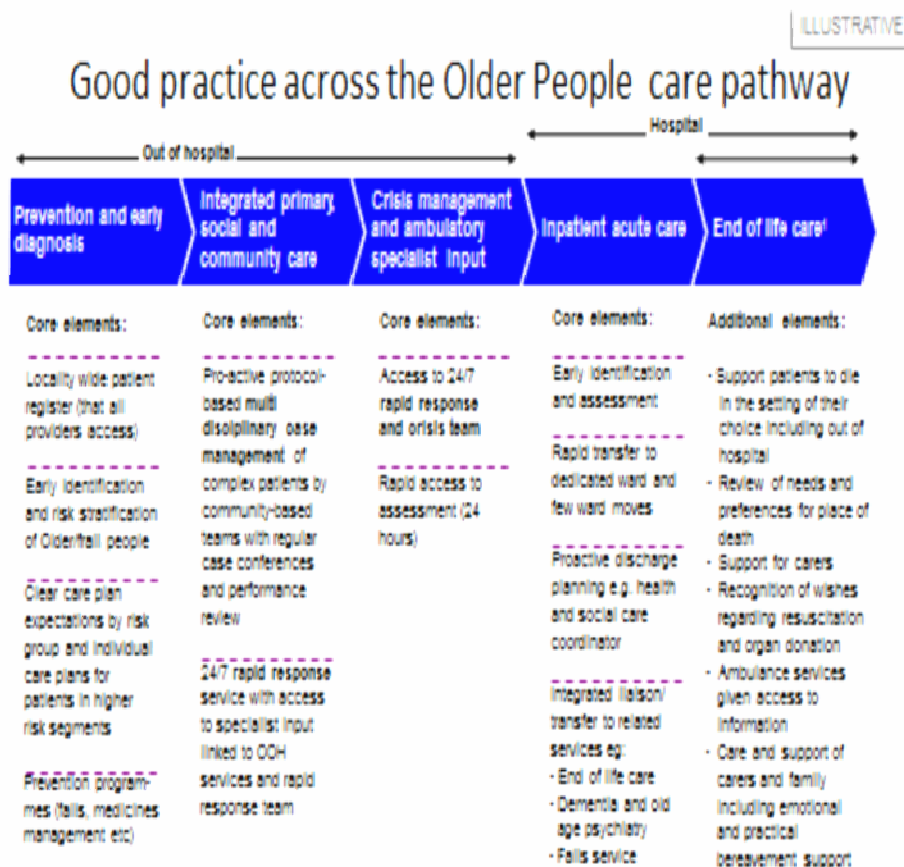 ILLUSTRATIVE
Good practice across the Older People care pathway
Out of hospital
Hospital
Prevention and early
diagnosis
Integrated primary,
social and
community care
Crisis management
and ambulatory
specialist input
Inpatient acute care
End of life care¹
Core elements:
Locality wide patient
register (that all
providers access)
Early identification
and risk stratification
of Older/frail people
Clear care plan
expectations by risk
group and individual
care plans for
patients in higher
risk segments
Prevention program-
mes (falls, medicines
management etc)
Core elements:
Pro-active protocol-
based multi
disciplinary case
management of
complex patients by
community-based
teams with regular
case conferences
and performance
review
24/7 rapid response
service with access
to specialist input
linked to OOH
services and rapid
response team
Core elements:
Access to 24/7
rapid response
and crisis team
Rapid access to
assessment (24
hours)
Core elements:
Early identification
and assessment
Rapid transfer to
dedicated ward and
few ward moves
Proactive discharge
planning e.g. health
and social care
coordinator
Integrated liaison/
transfer to related
services eg:
- End of life care
- Dementia and old
age psychiatry
- Falls service
Additional elements:
• Support patients to die
in the setting of their
choice including out of
hospital
• Review of needs and
preferences for place of
death
• Support for carers
• Recognition of wishes
regarding resuscitation
and organ donation
• Ambulance services
given access to
information
• Care and support of
carers and family
including emotional
and practical
bereavement support